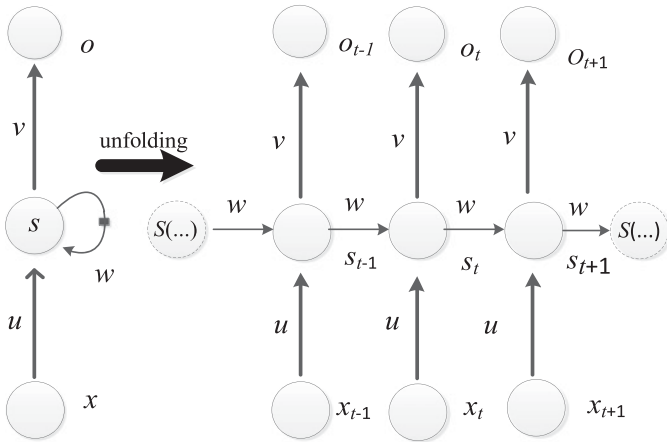 o o_{t-1} o_t O_{t+1}
v v v v
unfolding
w w w w
s S(...) S(...)
w s_{t-1} s_t s_{t+1}
u u u u
x x_{t-1} x_t x_{t+1}